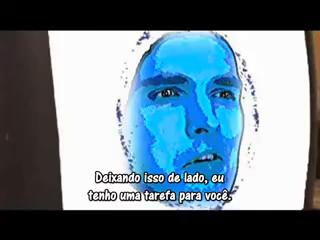 Deixando isso de lado, eu
tenho uma tarefa para você.